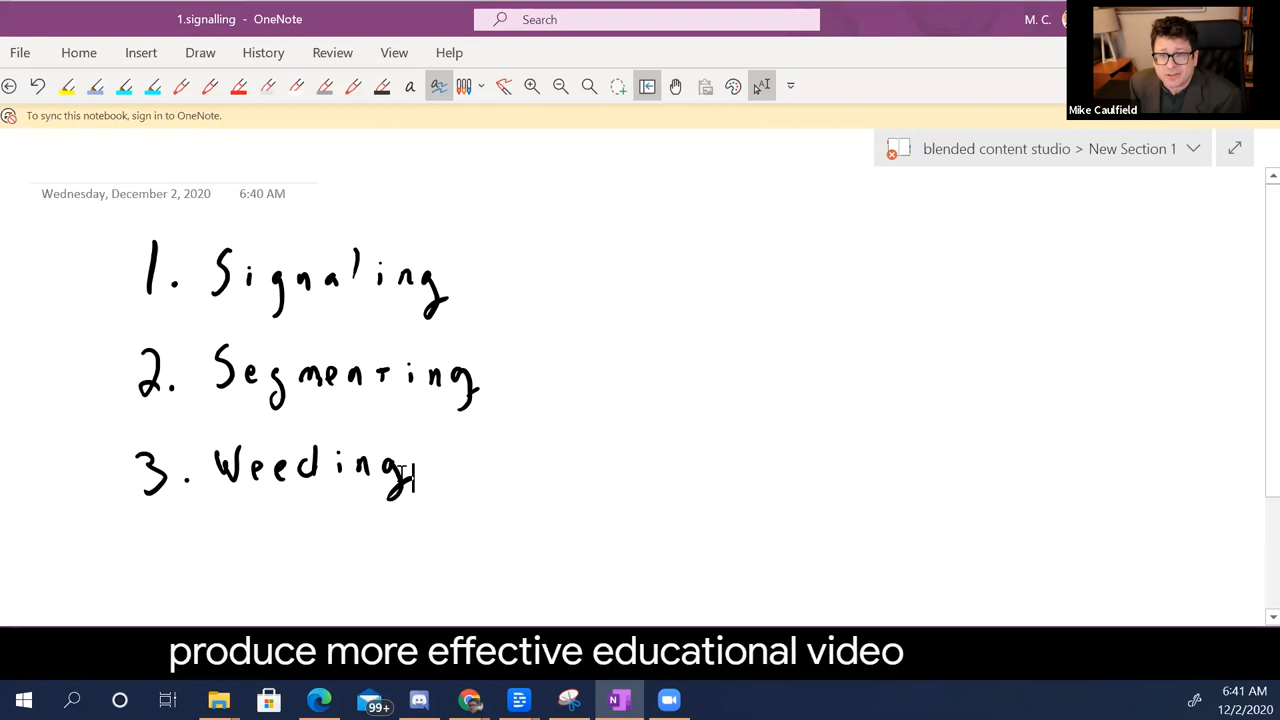 1.signalling - OneNote
Search
M. C.
File Home Insert Draw History Review View Help
Mike Caulfield
To sync this notebook, sign in to OneNote.
blended content studio > New Section 1
Wednesday, December 2, 2020 6:40 AM
1. Signaling
2. Segmenting
3. Weeding
produce more effective educational video
99+
6:41 AM
12/2/2020